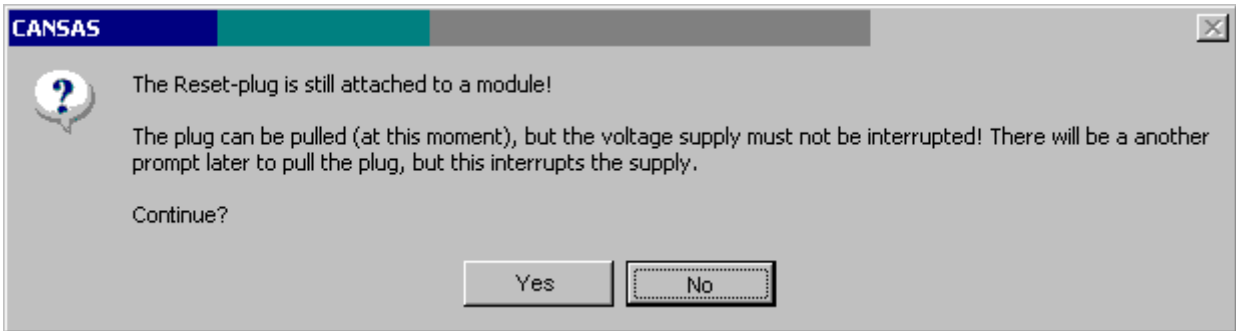 CANSAS
The Reset-plug is still attached to a module!
The plug can be pulled (at this moment), but the voltage supply must not be interrupted! There will be a another
prompt later to pull the plug, but this interrupts the supply.
Continue?
Yes
No